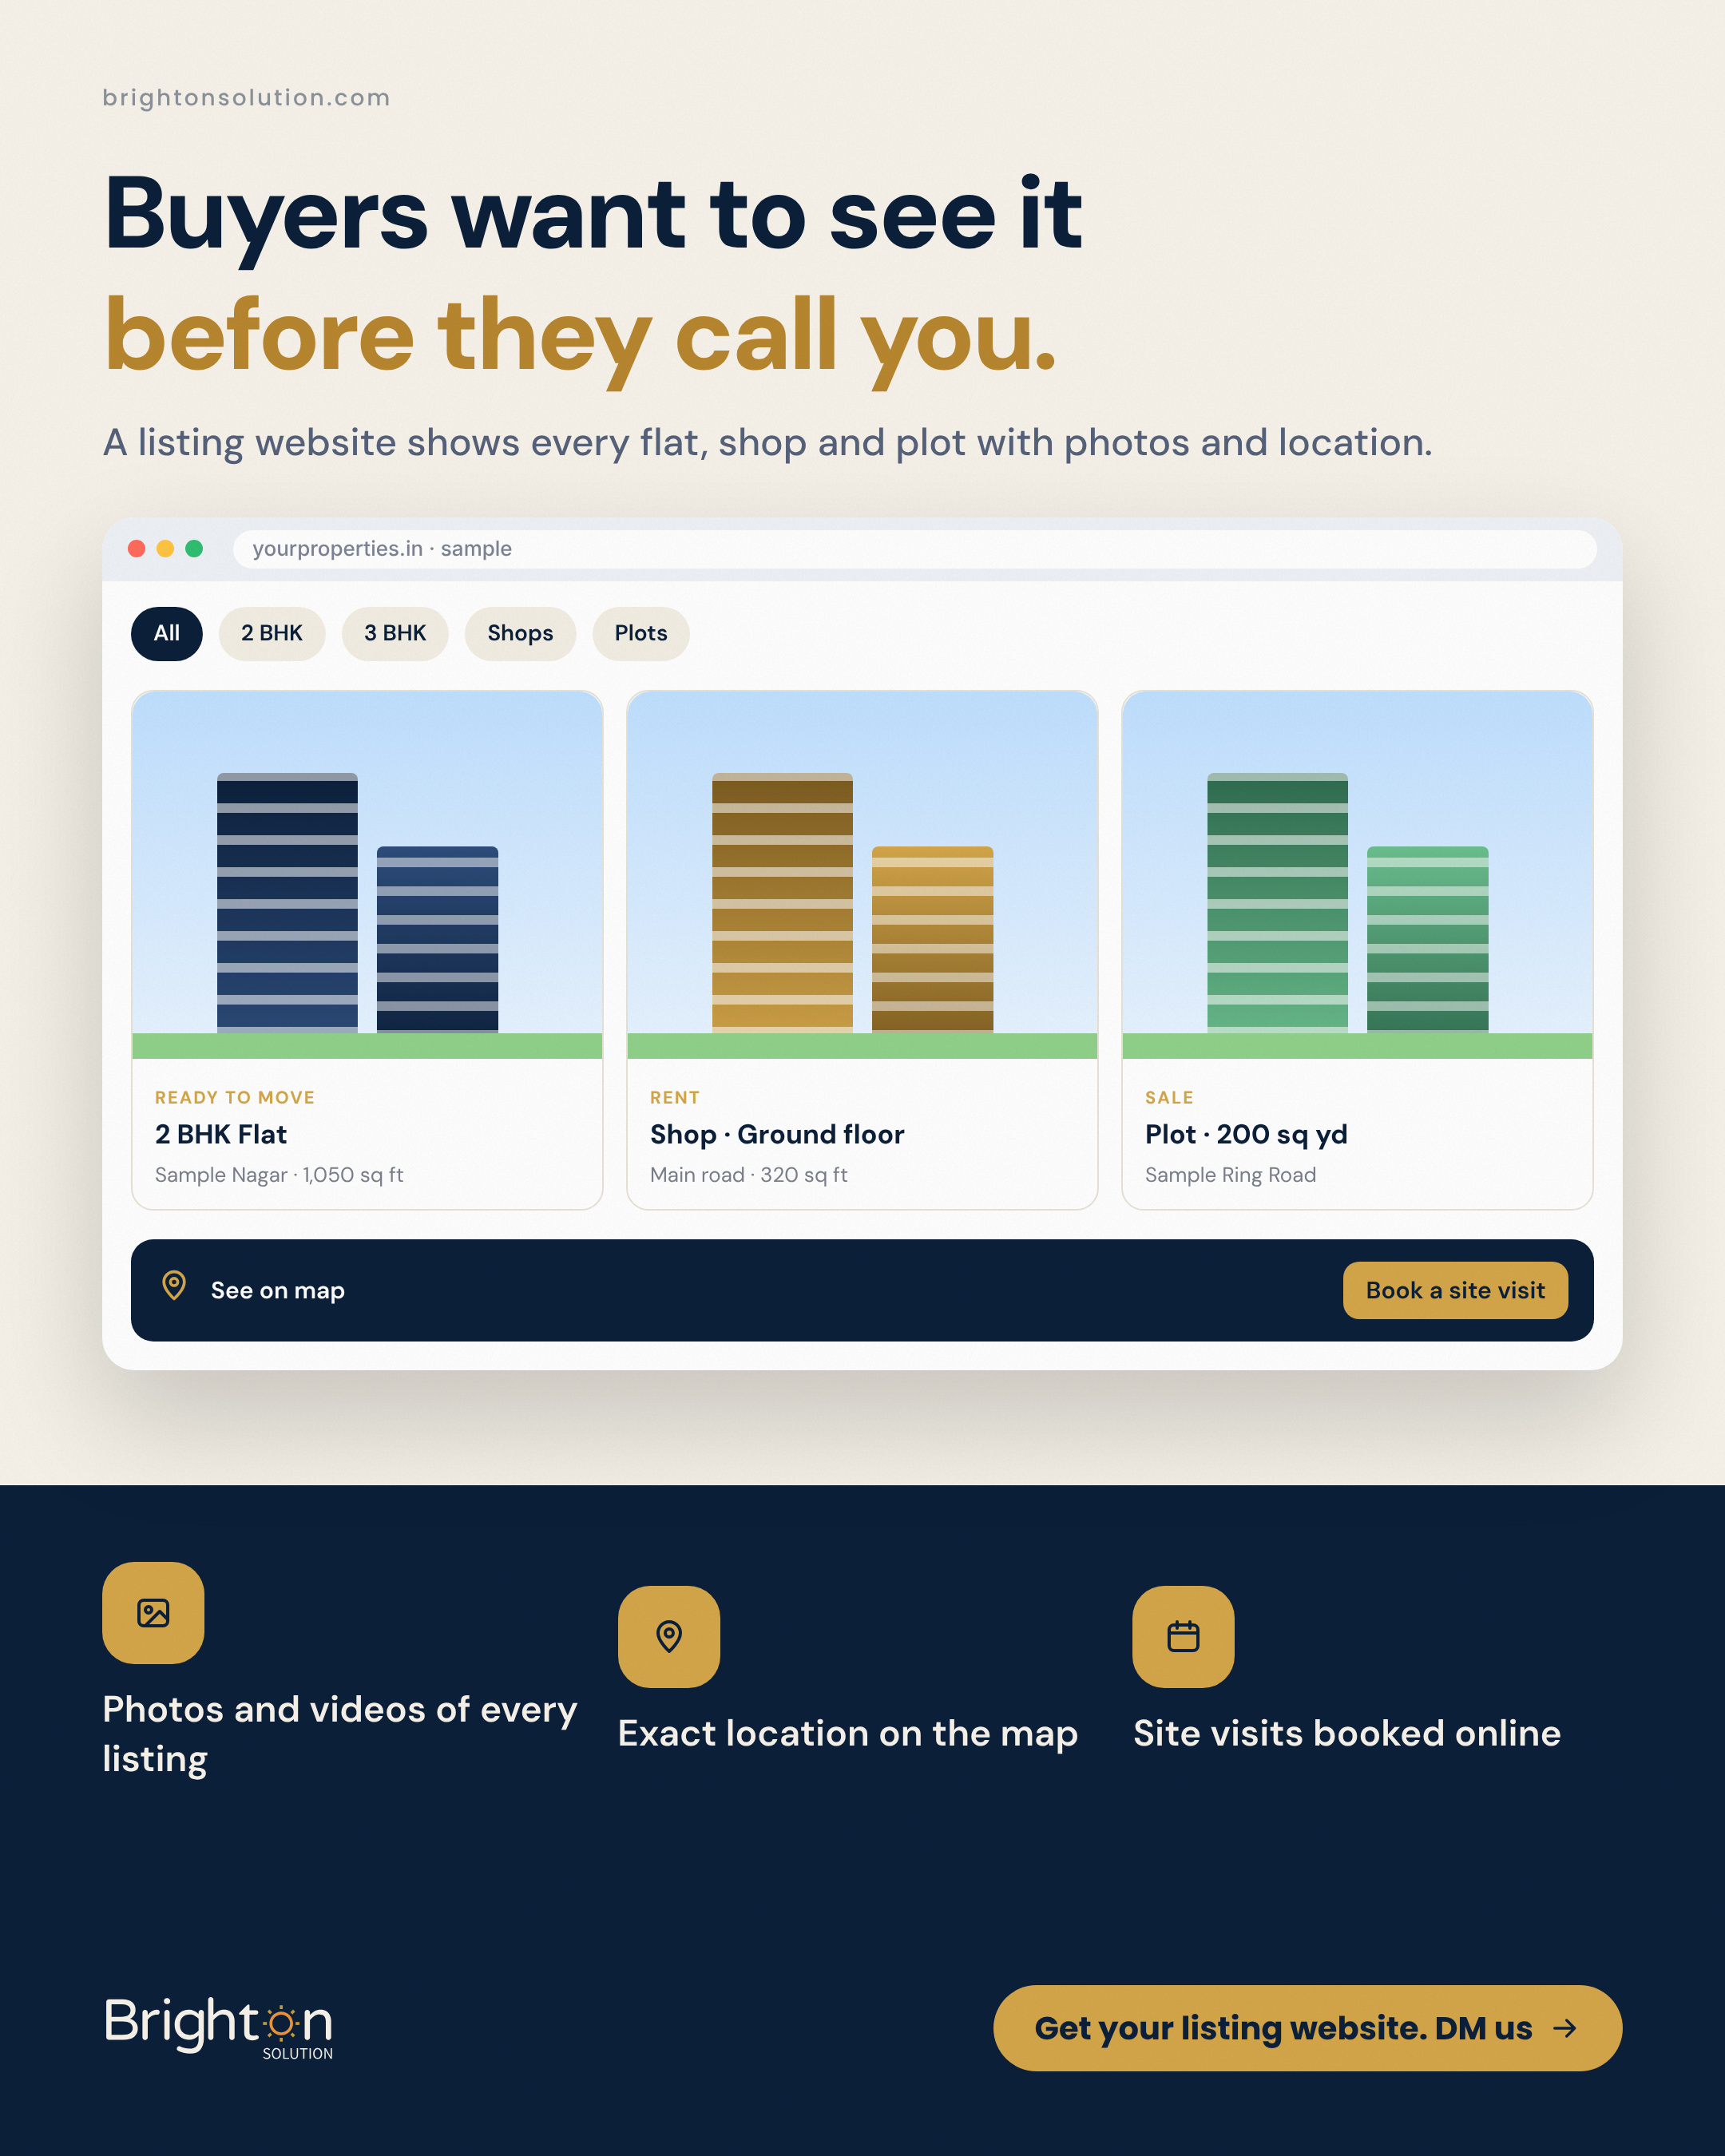 brightonsolution.com
Buyers want to see it
before they call you.
A listing website shows every flat, shop and plot with photos and location.
yourproperties.in · sample
All
2 BHK
3 BHK
Shops
Plots
READY TO MOVE
2 BHK Flat
Sample Nagar · 1,050 sq ft
RENT
Shop · Ground floor
Main road · 320 sq ft
SALE
Plot · 200 sq yd
Sample Ring Road
See on map
Book a site visit
Photos and videos of every
listing
Exact location on the map
Site visits booked online
Brighton
SOLUTION
Get your listing website. DM us →